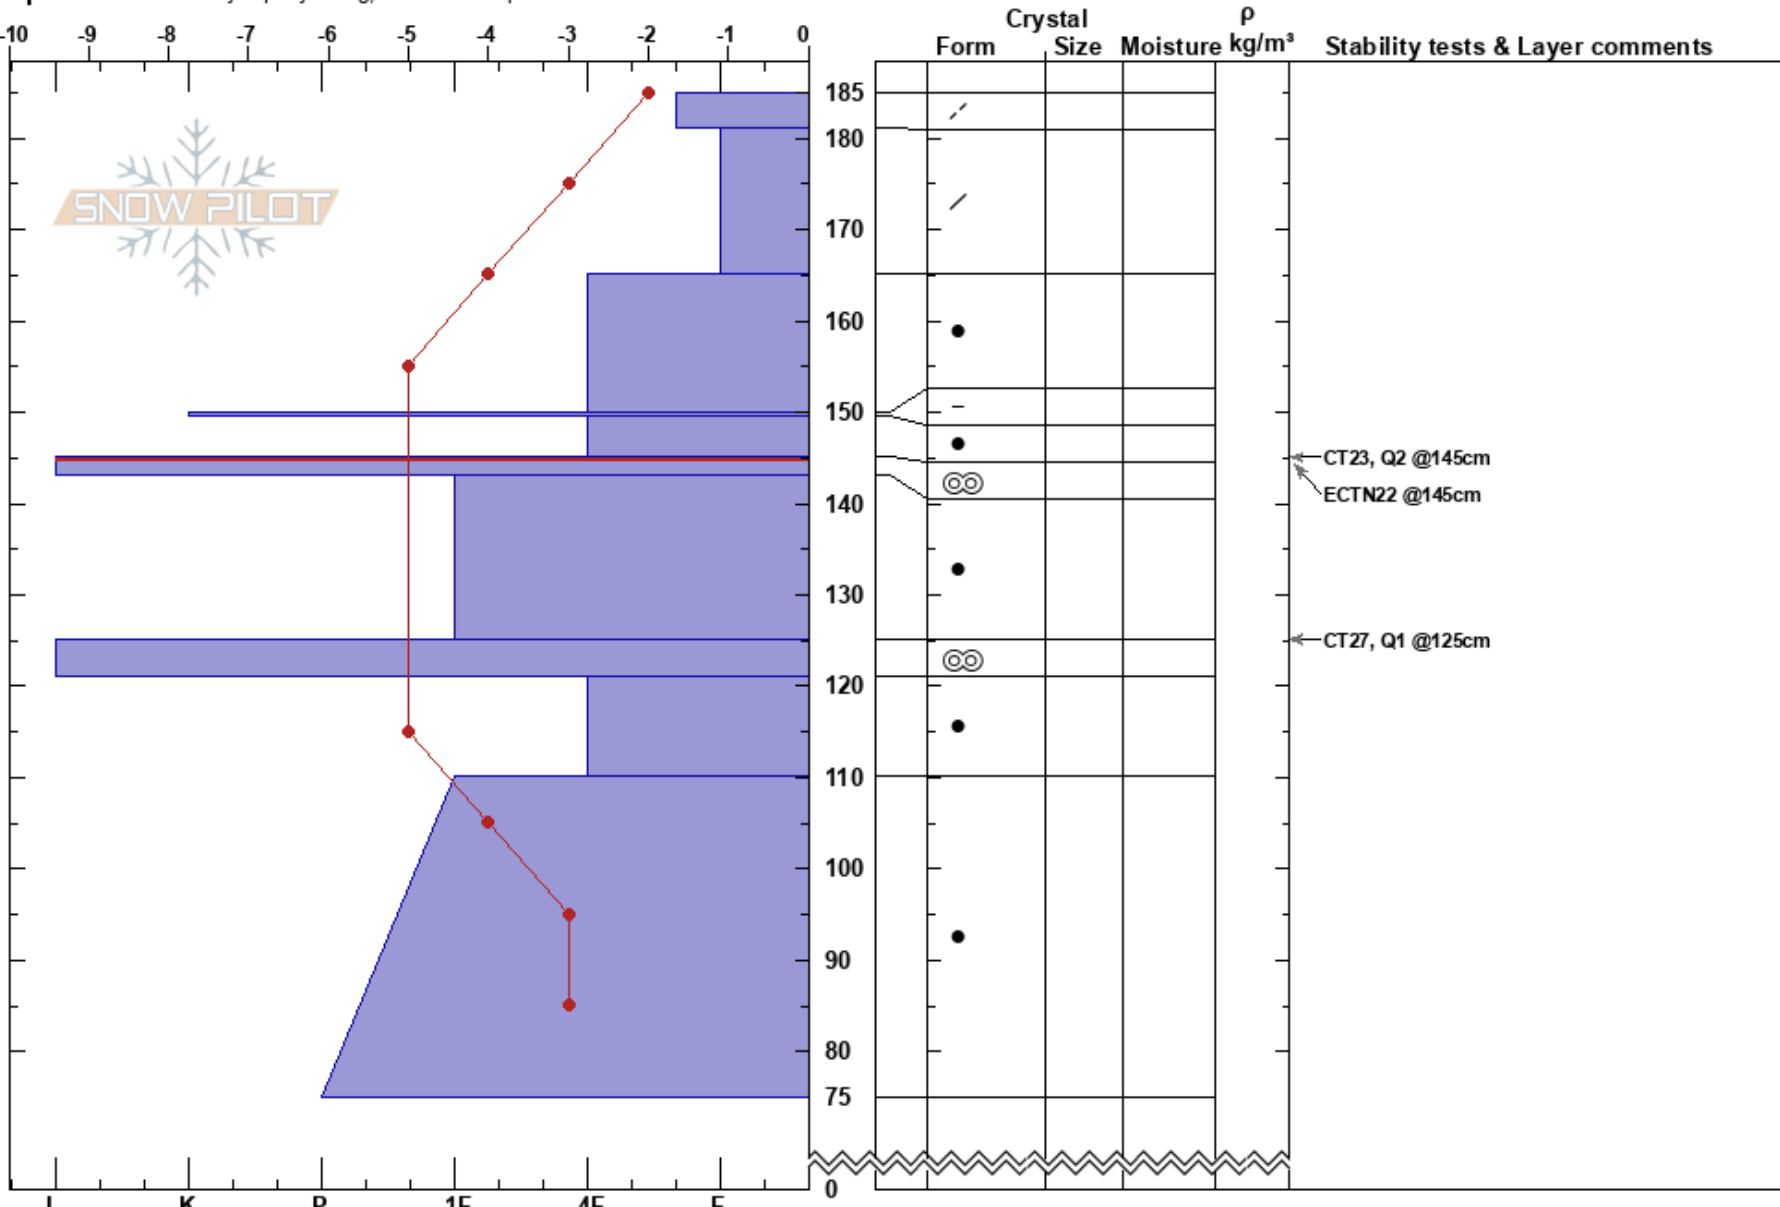 Crystal ρ
-10 -9 -8 -7 -6 -5 -4 -3 -2 -1 0 Form Size Moisture kg/m³ Stability tests & Layer comments
185
180
SNOW PILOT
170
160
150
CT23, Q2 @145cm
ECTN22 @145cm
140
130
CT27, Q1 @125cm
120
110
100
90
80
75
0
I K P 1F 4F F